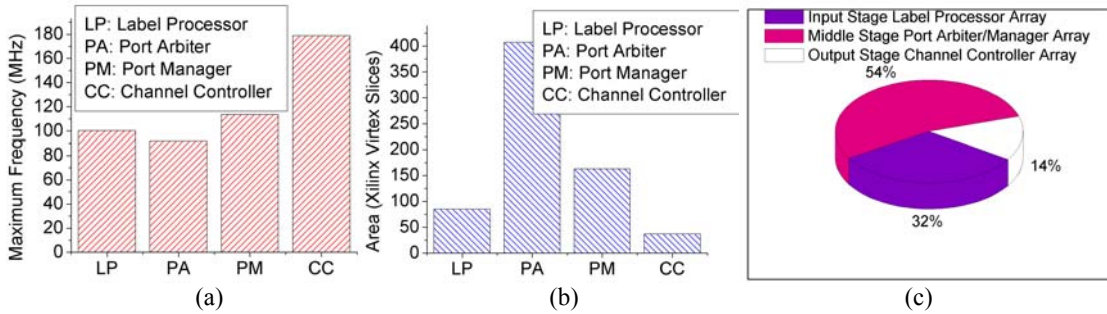 LP: Label Processor
PA: Port Arbiter
PM: Port Manager
CC: Channel Controller
Maximum Frequency (MHz)
180
160
140
120
100
80
60
40
20
0
LP PA PM CC
(a)
LP: Label Processor
PA: Port Arbiter
PM: Port Manager
CC: Channel Controller
Area (Xilinx Virtex Slices)
400
350
300
250
200
150
100
50
0
LP PA PM CC
(b)
Input Stage Label Processor Array
Middle Stage Port Arbiter/Manager Array
Output Stage Channel Controller Array
54%
14%
32%
(c)